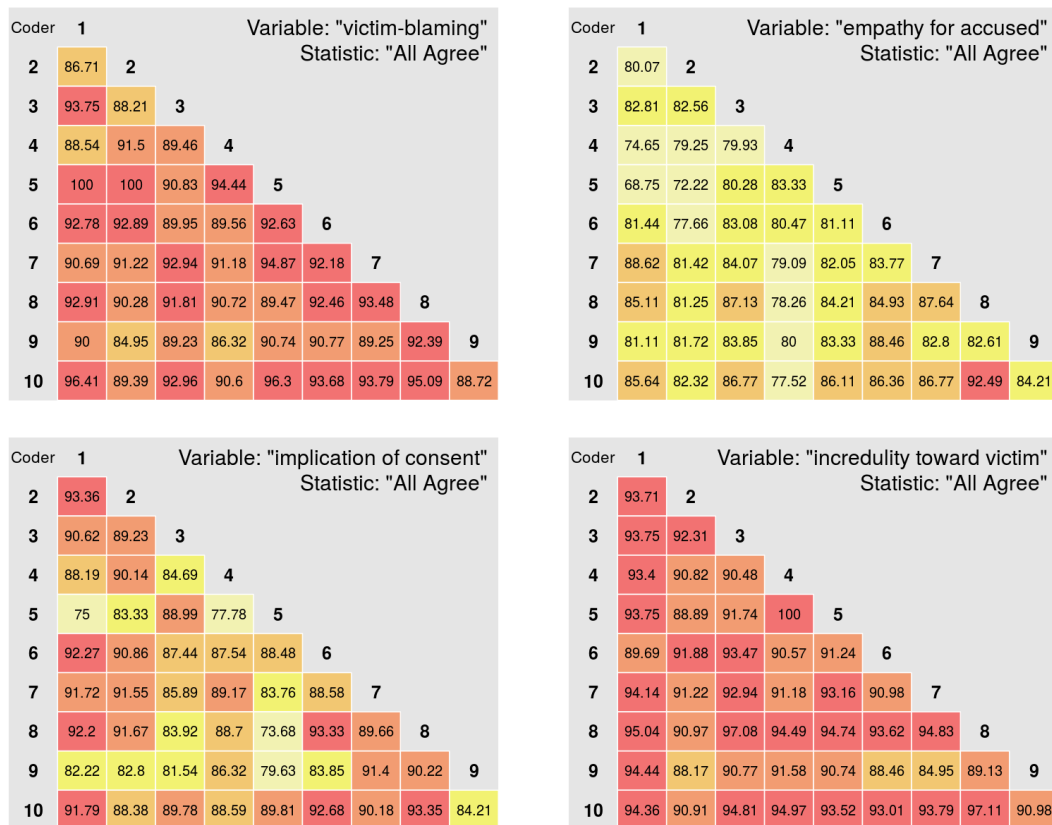 Coder 1 Variable: "victim-blaming"
Statistic: "All Agree"
2 86.71 2
3 93.75 88.21 3
4 88.54 91.5 89.46 4
5 100 100 90.83 94.44 5
6 92.78 92.89 89.95 89.56 92.63 6
7 90.69 91.22 92.94 91.18 94.87 92.18 7
8 92.91 90.28 91.81 90.72 89.47 92.46 93.48 8
9 90 84.95 89.23 86.32 90.74 90.77 89.25 92.39 9
10 96.41 89.39 92.96 90.6 96.3 93.68 93.79 95.09 88.72
Coder 1 Variable: "empathy for accused"
Statistic: "All Agree"
2 80.07 2
3 82.81 82.56 3
4 74.65 79.25 79.93 4
5 68.75 72.22 80.28 83.33 5
6 81.44 77.66 83.08 80.47 81.11 6
7 88.62 81.42 84.07 79.09 82.05 83.77 7
8 85.11 81.25 87.13 78.26 84.21 84.93 87.64 8
9 81.11 81.72 83.85 80 83.33 88.46 82.8 82.61 9
10 85.64 82.32 86.77 77.52 86.11 86.36 86.77 92.49 84.21
Coder 1 Variable: "implication of consent"
Statistic: "All Agree"
2 93.36 2
3 90.62 89.23 3
4 88.19 90.14 84.69 4
5 75 83.33 88.99 77.78 5
6 92.27 90.86 87.44 87.54 88.48 6
7 91.72 91.55 85.89 89.17 83.76 88.58 7
8 92.2 91.67 83.92 88.7 73.68 93.33 89.66 8
9 82.22 82.8 81.54 86.32 79.63 83.85 91.4 90.22 9
10 91.79 88.38 89.78 88.59 89.81 92.68 90.18 93.35 84.21
Coder 1 Variable: "incredulity toward victim"
Statistic: "All Agree"
2 93.71 2
3 93.75 92.31 3
4 93.4 90.82 90.48 4
5 93.75 88.89 91.74 100 5
6 89.69 91.88 93.47 90.57 91.24 6
7 94.14 91.22 92.94 91.18 93.16 90.98 7
8 95.04 90.97 97.08 94.49 94.74 93.62 94.83 8
9 94.44 88.17 90.77 91.58 90.74 88.46 84.95 89.13 9
10 94.36 90.91 94.81 94.97 93.52 93.01 93.79 97.11 90.98